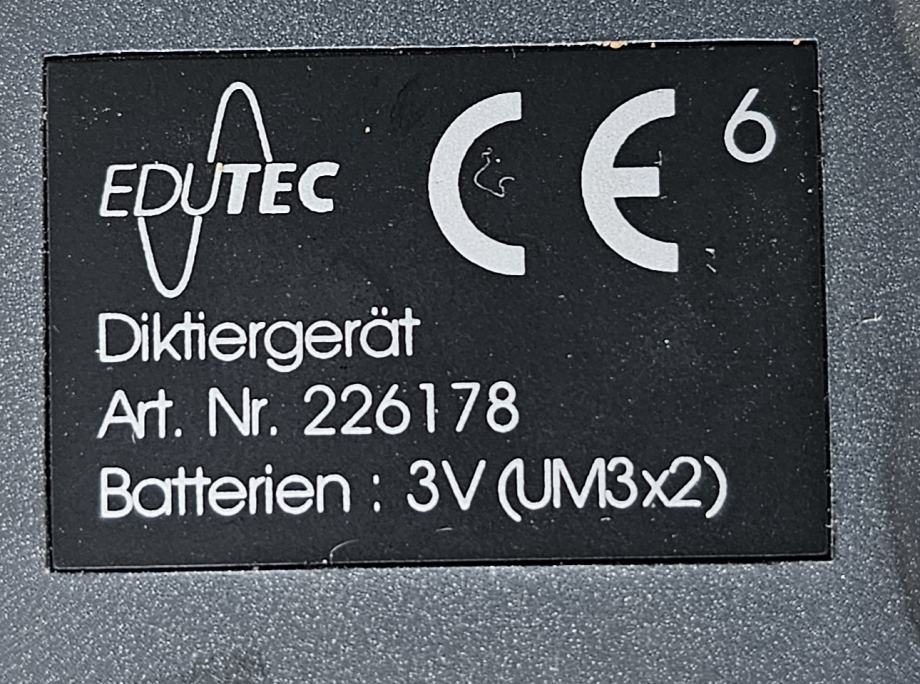 EDUTEC CE 6
Diktiergerät
Art. Nr. 226178
Batterien : 3V (UM3x2)